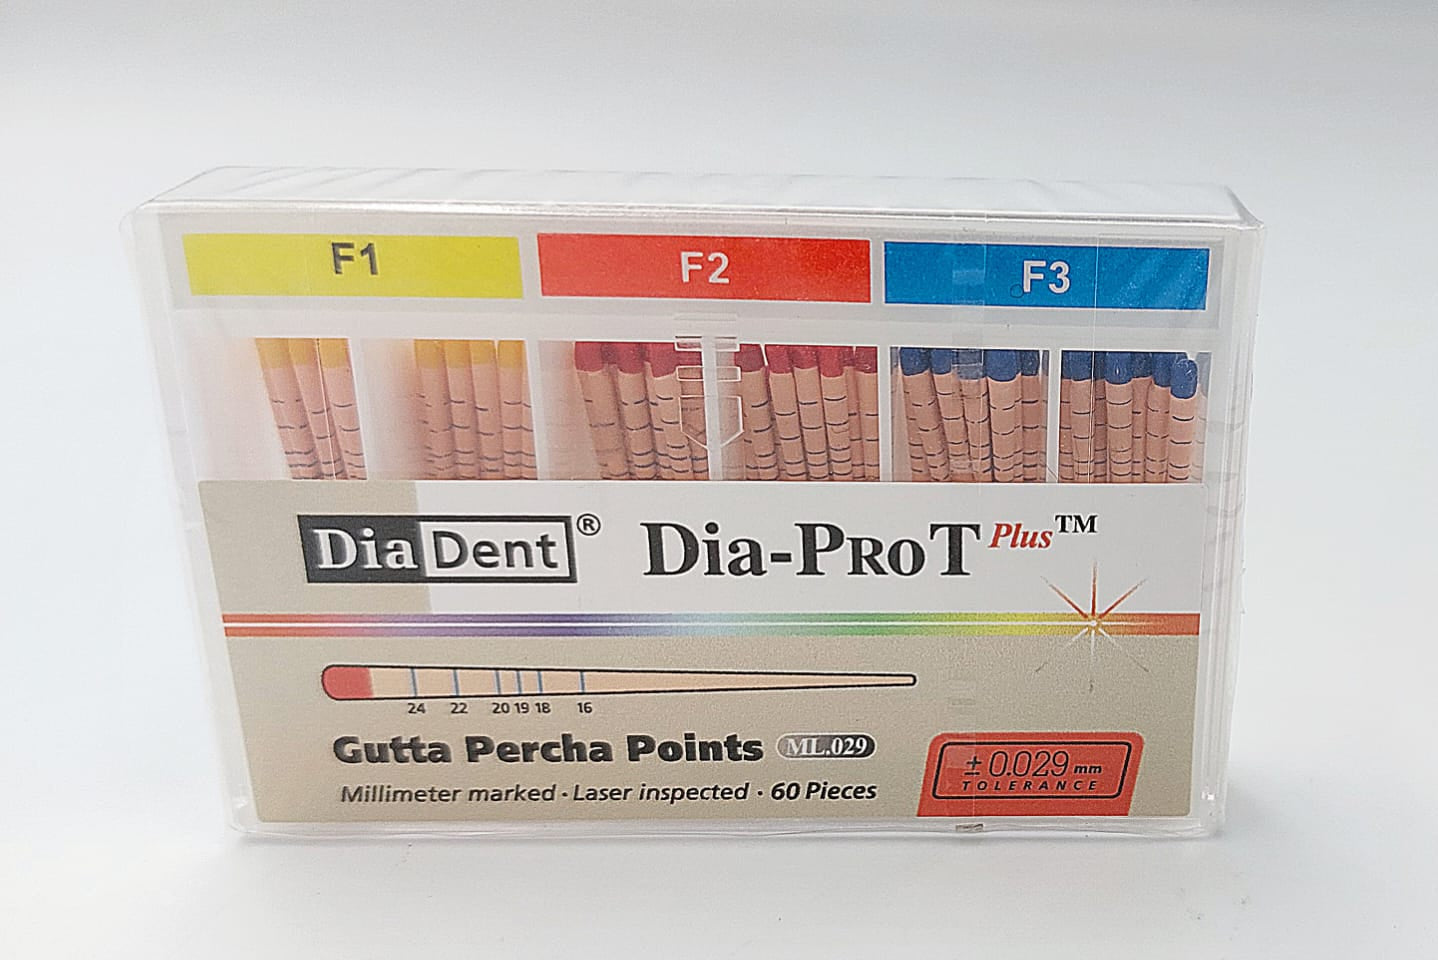 F1 F2 F3
DiaDent® Dia-ProT Plus™
24 22 20 19 18 16
Gutta Percha Points ML.029
Millimeter marked · Laser inspected · 60 Pieces
± 0.029 mm
TOLERANCE